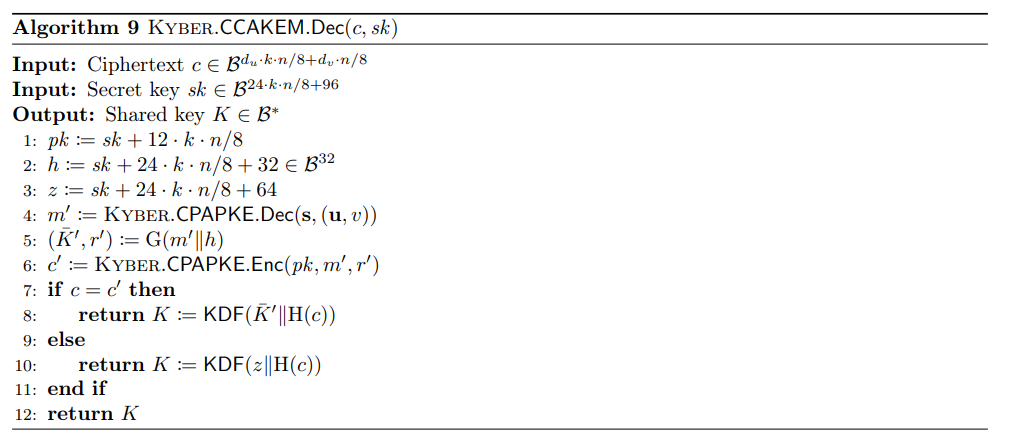 Algorithm 9 KYBER.CCAKEM.Dec(c, sk)
Input: Ciphertext c ∈ 𝓑^{d_u·k·n/8+d_v·n/8}
Input: Secret key sk ∈ 𝓑^{24·k·n/8+96}
Output: Shared key K ∈ 𝓑^*
1: pk := sk + 12 · k · n/8
2: h := sk + 24 · k · n/8 + 32 ∈ 𝓑^{32}
3: z := sk + 24 · k · n/8 + 64
4: m′ := KYBER.CPAPKE.Dec(𝐬, (𝐮, v))
5: (K̄′, r′) := G(m′‖h)
6: c′ := KYBER.CPAPKE.Enc(pk, m′, r′)
7: if c = c′ then
8: return K := KDF(K̄′‖H(c))
9: else
10: return K := KDF(z‖H(c))
11: end if
12: return K